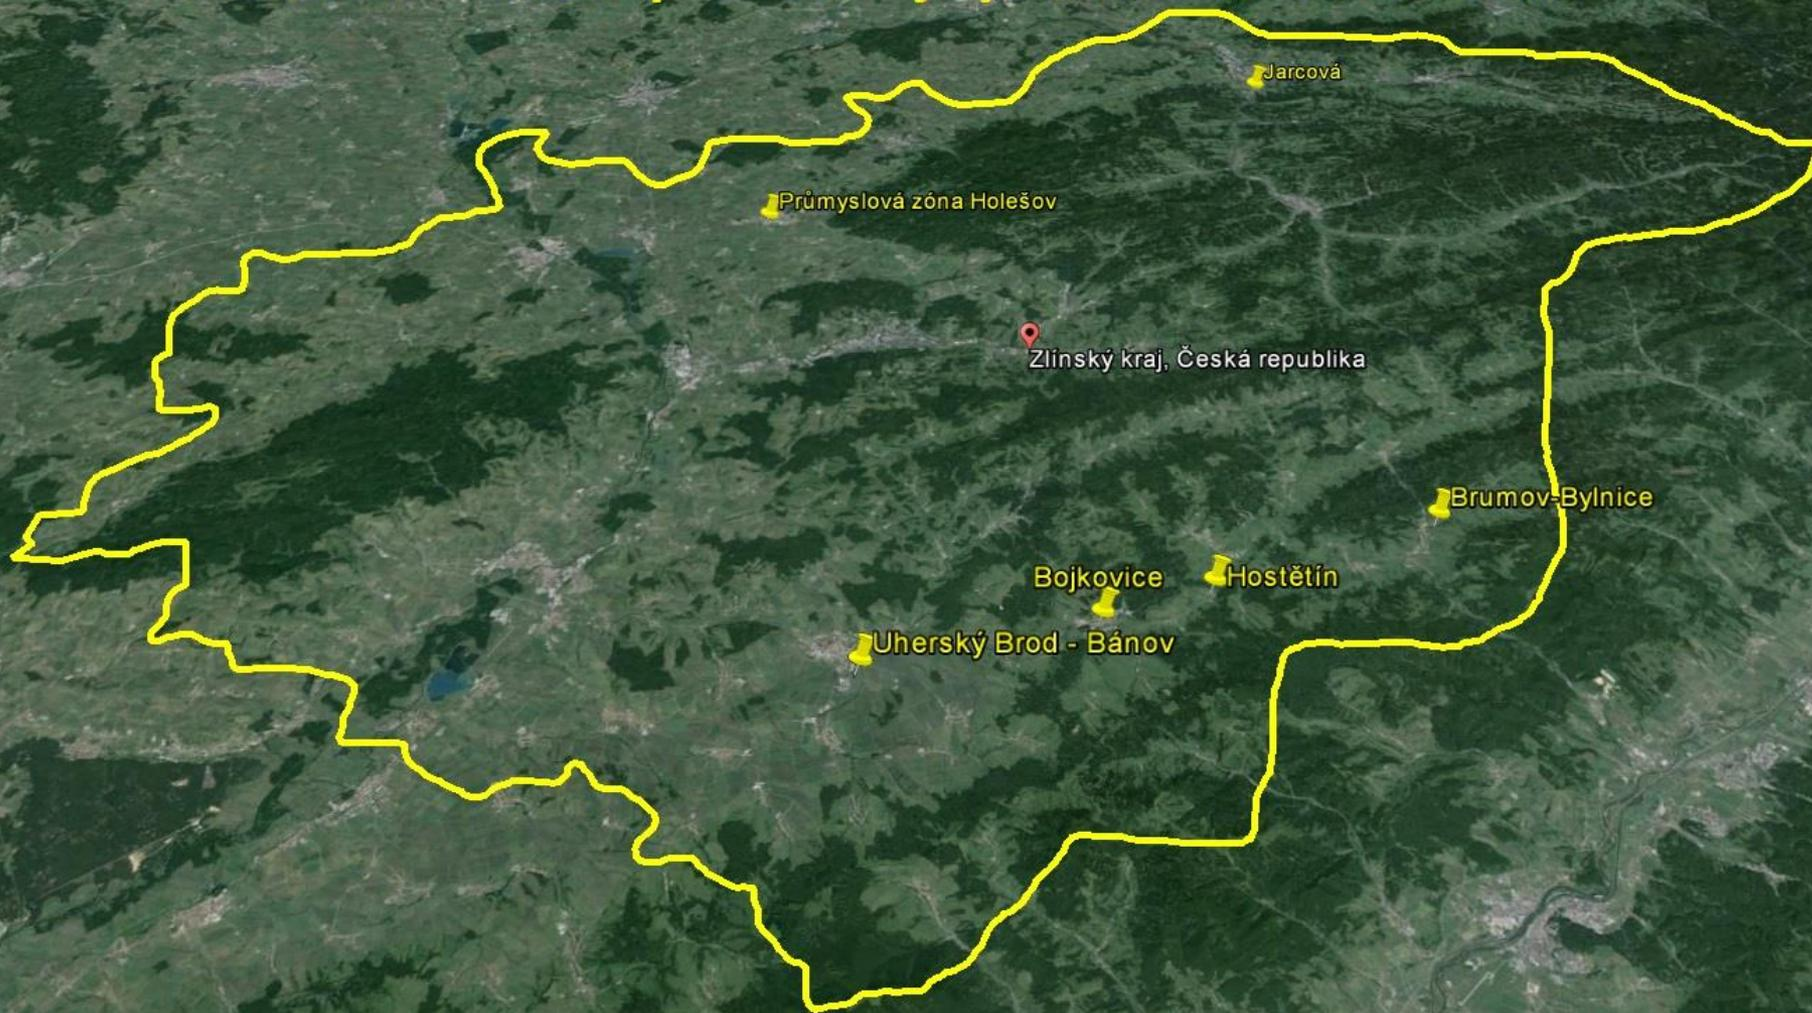 Jarcová
Průmyslová zóna Holešov
Zlínský kraj, Česká republika
Brumov-Bylnice
Bojkovice
Hostětín
Uherský Brod - Bánov